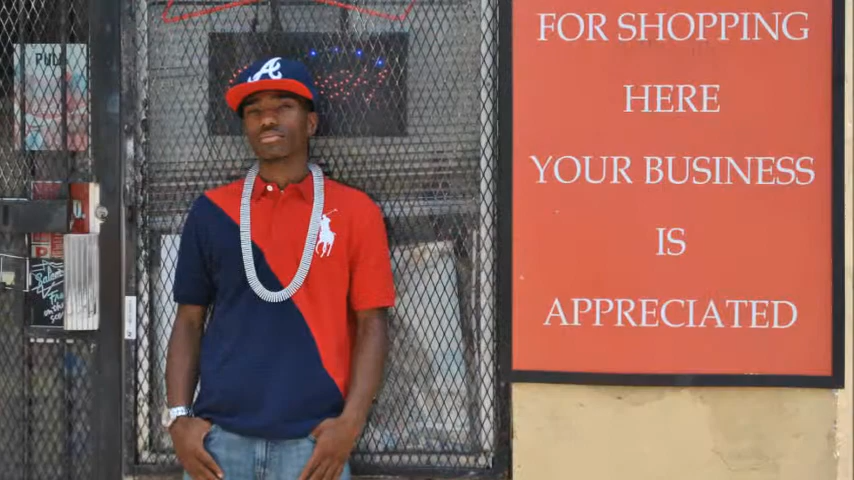 FOR SHOPPING
HERE
YOUR BUSINESS
IS
APPRECIATED
A